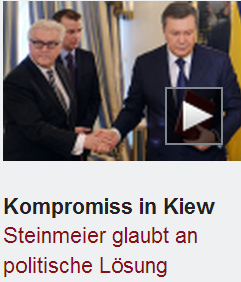 Kompromiss in Kiew
Steinmeier glaubt an
politische Lösung